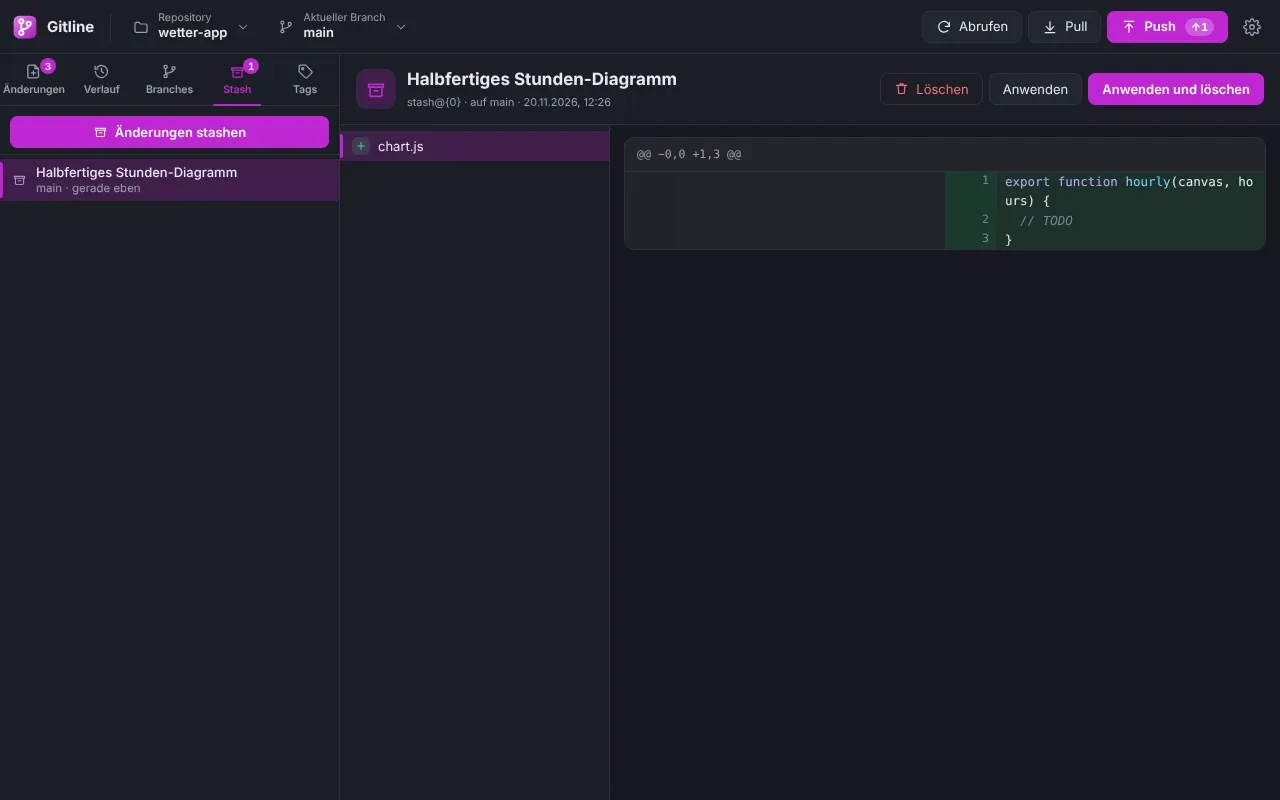 Gitline
Repository
wetter-app
Aktueller Branch
main
Abrufen
Pull
Push
↑1
3
Änderungen
Verlauf
Branches
1
Stash
Tags
Änderungen stashen
Halbfertiges Stunden-Diagramm
main · gerade eben
Halbfertiges Stunden-Diagramm
stash@{0} · auf main · 20.11.2026, 12:26
Löschen
Anwenden
Anwenden und löschen
+ chart.js
@@ −0,0 +1,3 @@
1 export function hourly(canvas, ho
urs) {
2 // TODO
3 }